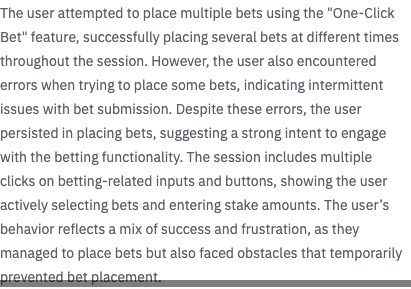 The user attempted to place multiple bets using the "One-Click
Bet" feature, successfully placing several bets at different times
throughout the session. However, the user also encountered
errors when trying to place some bets, indicating intermittent
issues with bet submission. Despite these errors, the user
persisted in placing bets, suggesting a strong intent to engage
with the betting functionality. The session includes multiple
clicks on betting-related inputs and buttons, showing the user
actively selecting bets and entering stake amounts. The user’s
behavior reflects a mix of success and frustration, as they
managed to place bets but also faced obstacles that temporarily
prevented bet placement.